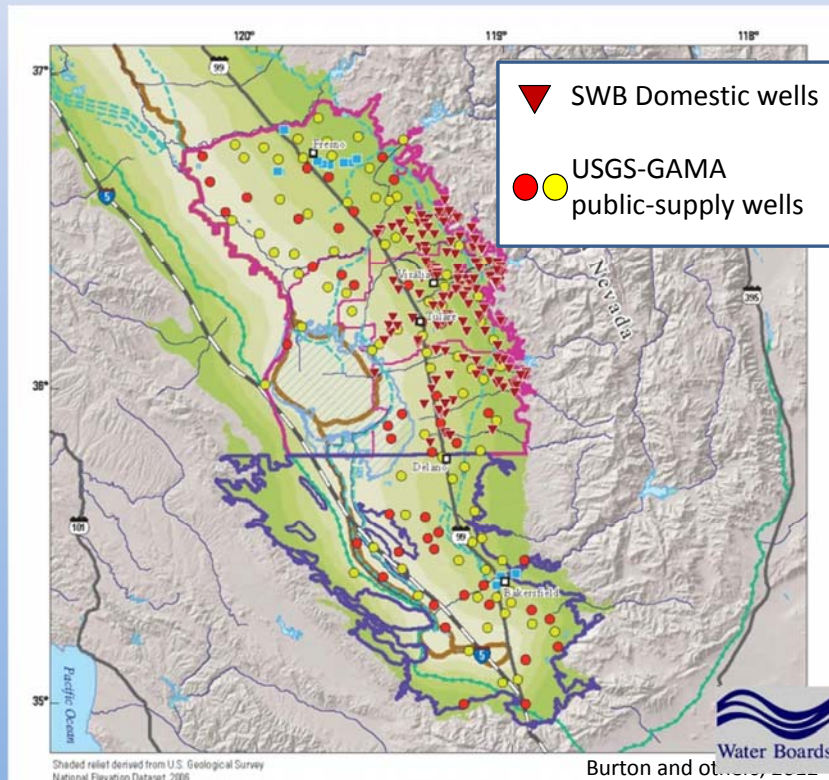 120°
119°
118°
37°
99
SWB Domestic wells
USGS-GAMA
public-supply wells
Fresno
5
Nevada
Visalia
395
Tulare
36°
Delano
101
99
Bakersfield
5
35°
Pacific Ocean
Water Boards
Shaded relief derived from U.S. Geological Survey
National Elevation Dataset, 2006
Burton and others, 2012